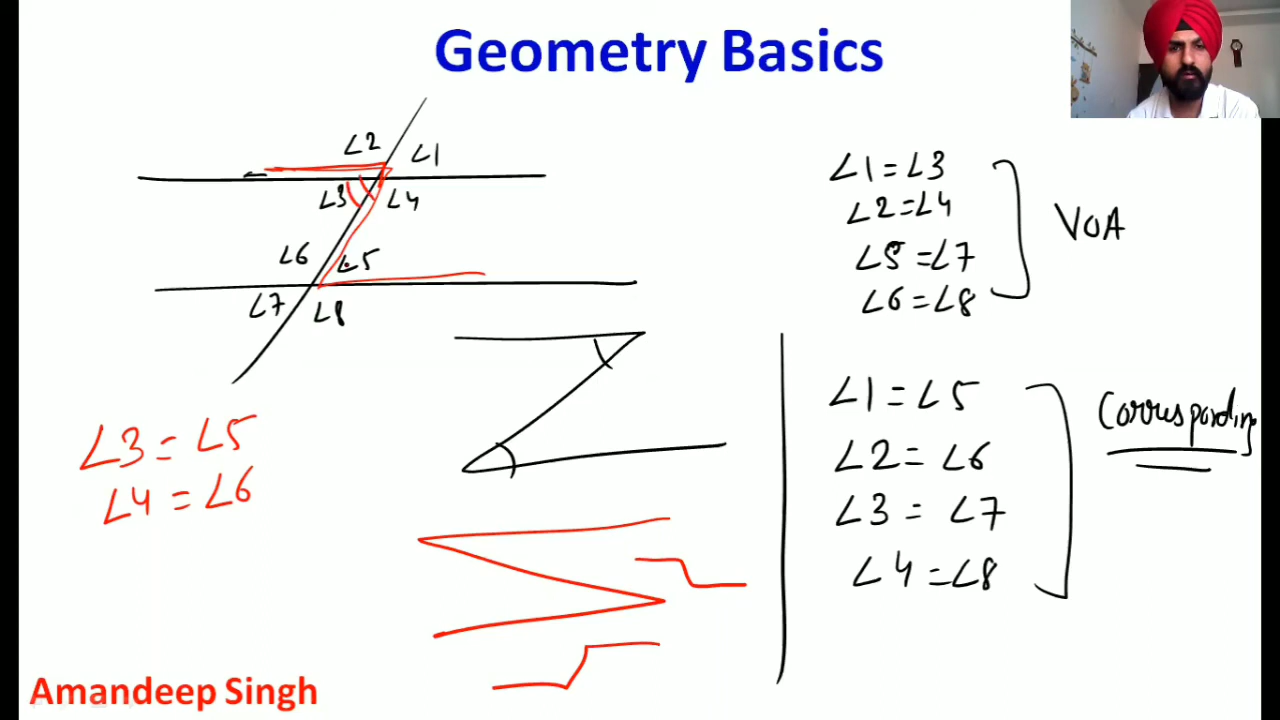 Geometry Basics
∠2 ∠1
∠3 ∠4
∠6 ∠5
∠7 ∠8
∠3 = ∠5
∠4 = ∠6
∠1 = ∠3
∠2 = ∠4
∠5 = ∠7
∠6 = ∠8
VOA
∠1 = ∠5
∠2 = ∠6
∠3 = ∠7
∠4 = ∠8
Corresponding
Amandeep Singh